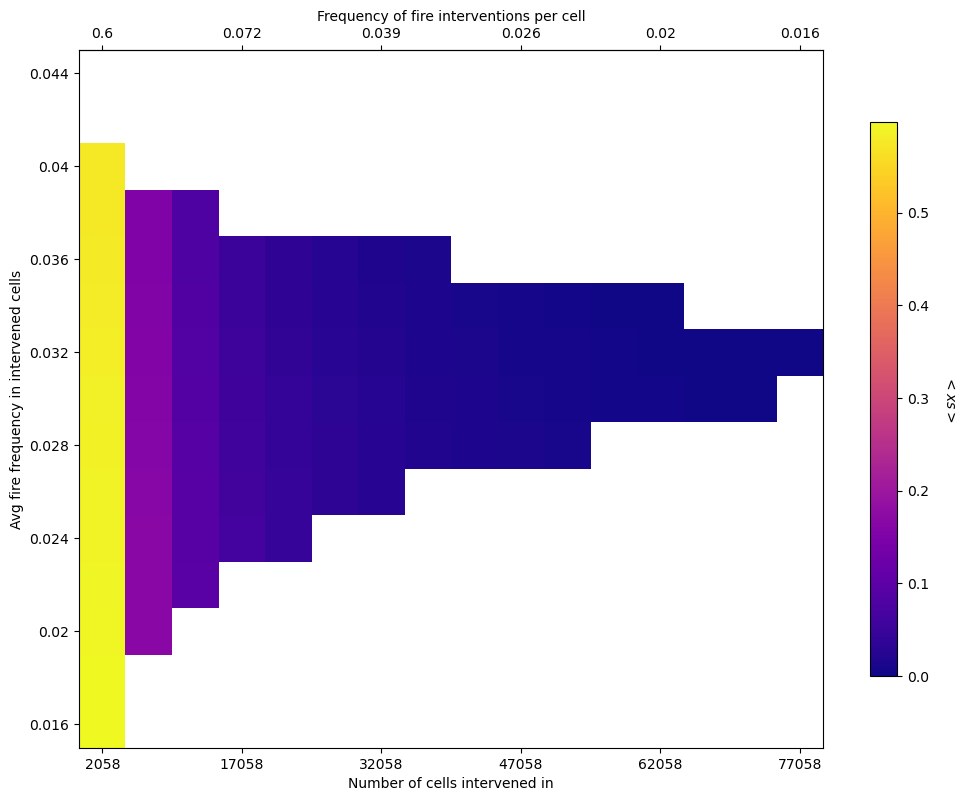 Frequency of fire interventions per cell
0.6 0.072 0.039 0.026 0.02 0.016
0.044
0.04
0.036
0.032
0.028
0.024
0.02
0.016
Avg fire frequency in intervened cells
2058 17058 32058 47058 62058 77058
Number of cells intervened in
0.5
0.4
0.3
0.2
0.1
0.0
<xs>